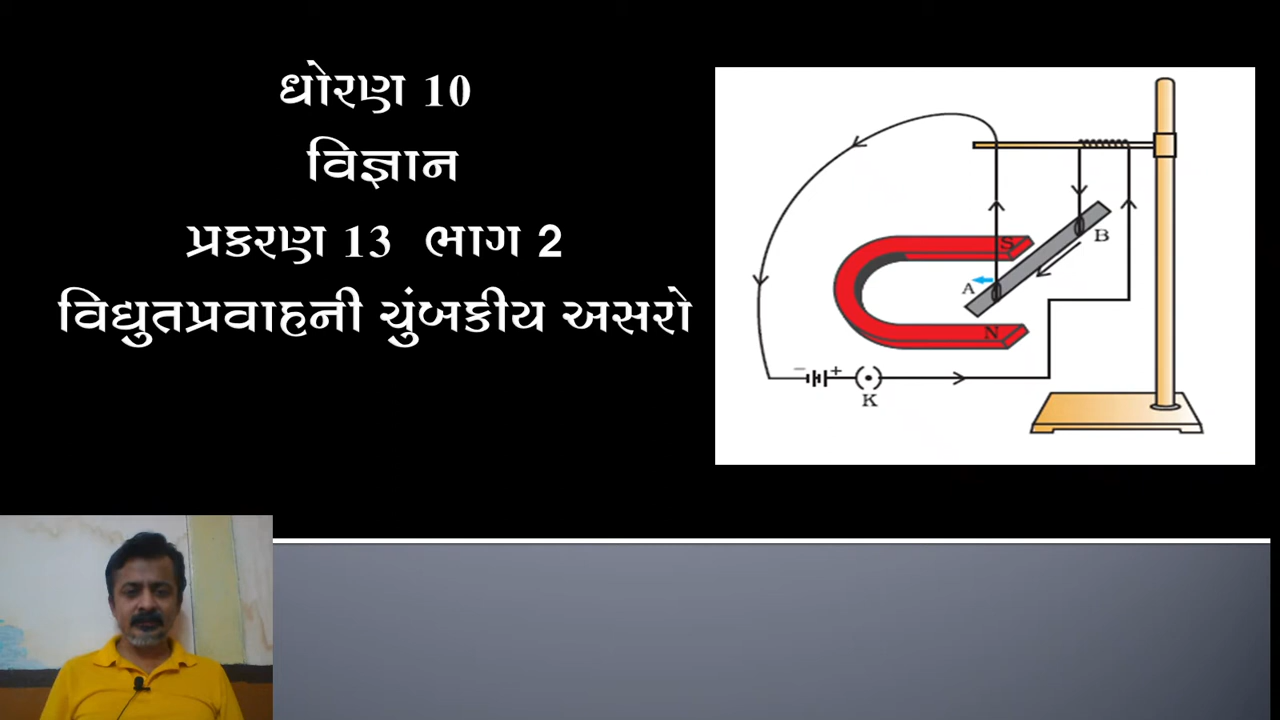 ધોરણ 10
વિજ્ઞાન
પ્રકરણ 13 ભાગ 2
વિદ્યુતપ્રવાહની ચુંબકીય અસરો
S
B
A
N
− +
K